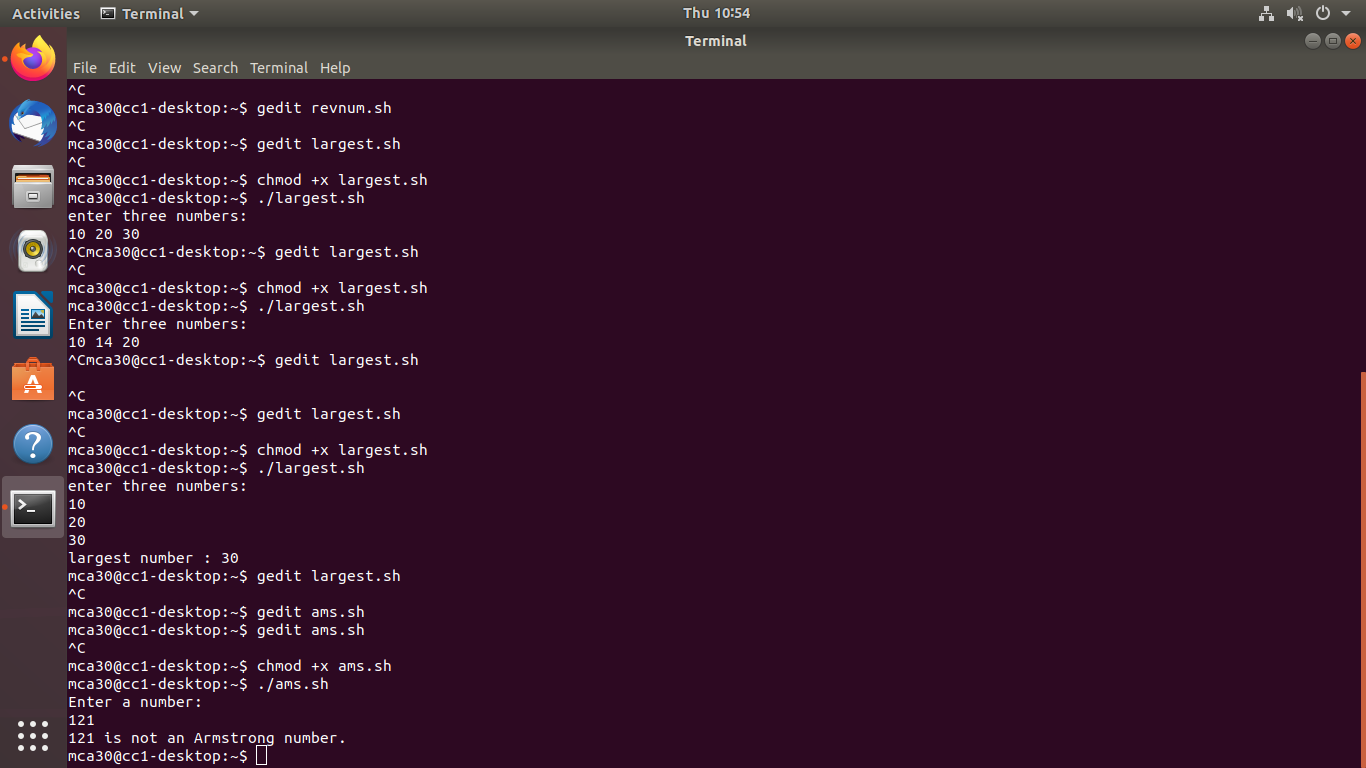 Activities Terminal Thu 10:54
Terminal
File Edit View Search Terminal Help
^C
mca30@cc1-desktop:~$ gedit revnum.sh
^C
mca30@cc1-desktop:~$ gedit largest.sh
^C
mca30@cc1-desktop:~$ chmod +x largest.sh
mca30@cc1-desktop:~$ ./largest.sh
enter three numbers:
10 20 30
^Cmca30@cc1-desktop:~$ gedit largest.sh
^C
mca30@cc1-desktop:~$ chmod +x largest.sh
mca30@cc1-desktop:~$ ./largest.sh
Enter three numbers:
10 14 20
^Cmca30@cc1-desktop:~$ gedit largest.sh
^C
mca30@cc1-desktop:~$ gedit largest.sh
^C
mca30@cc1-desktop:~$ chmod +x largest.sh
mca30@cc1-desktop:~$ ./largest.sh
enter three numbers:
10
20
30
largest number : 30
mca30@cc1-desktop:~$ gedit largest.sh
^C
mca30@cc1-desktop:~$ gedit ams.sh
mca30@cc1-desktop:~$ gedit ams.sh
^C
mca30@cc1-desktop:~$ chmod +x ams.sh
mca30@cc1-desktop:~$ ./ams.sh
Enter a number:
121
121 is not an Armstrong number.
mca30@cc1-desktop:~$